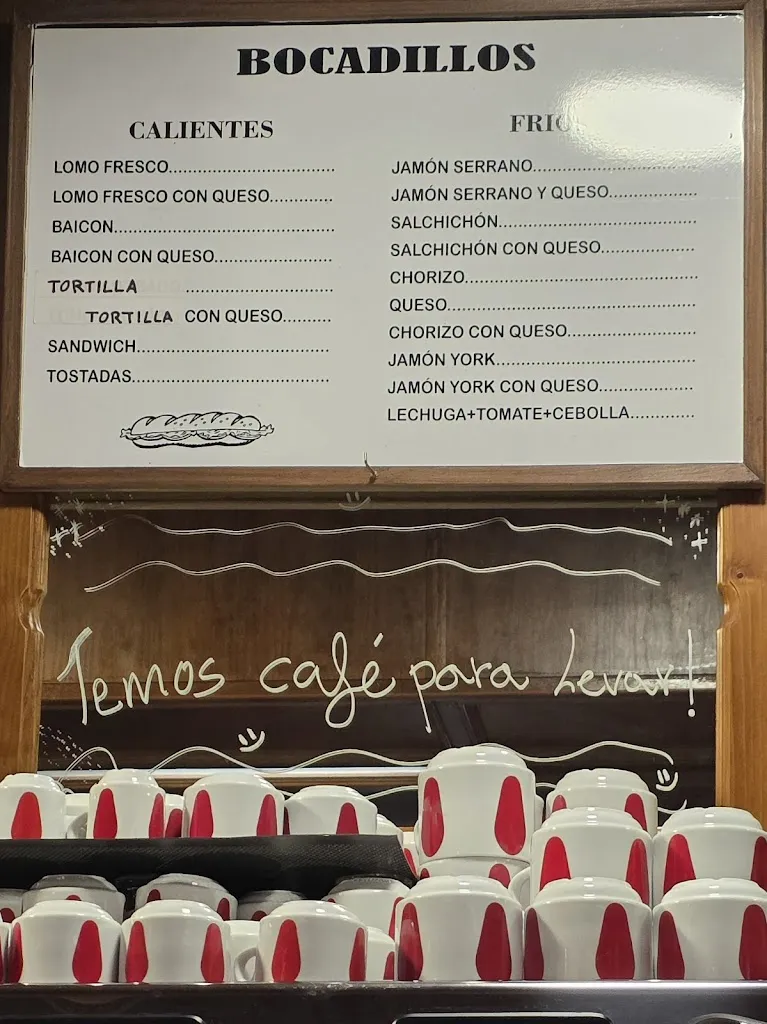 BOCADILLOS
CALIENTES
LOMO FRESCO
LOMO FRESCO CON QUESO
BAICON
BAICON CON QUESO
TORTILLA
TORTILLA CON QUESO
SANDWICH
TOSTADAS
JAMÓN SERRANO
JAMÓN SERRANO Y QUESO
SALCHICHÓN
SALCHICHÓN CON QUESO
CHORIZO
QUESO
CHORIZO CON QUESO
JAMÓN YORK
JAMÓN YORK CON QUESO
LECHUGA+TOMATE+CEBOLLA
Temos café para Levar!